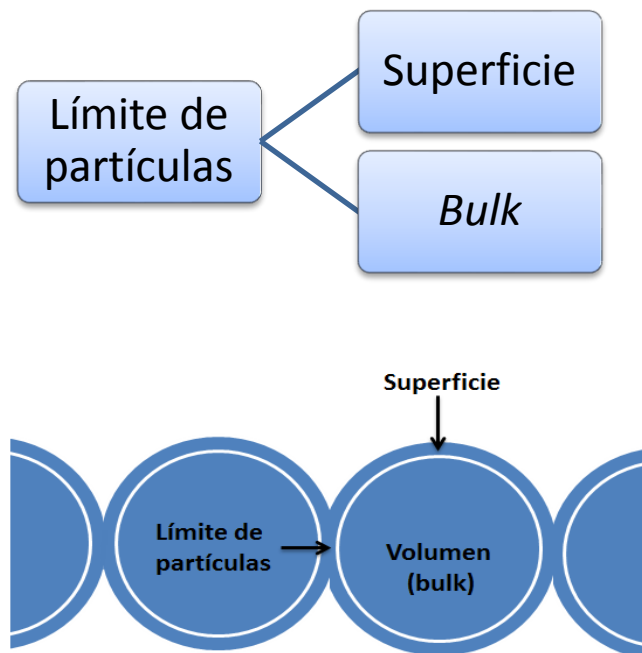 Superficie
Límite de
partículas
Bulk
Superficie
Límite de
partículas
Volumen
(bulk)